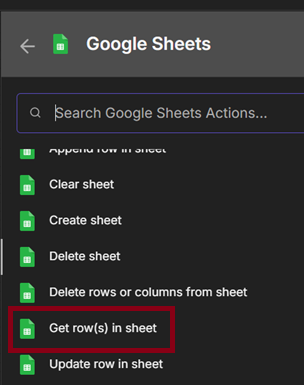 Google Sheets
Search Google Sheets Actions...
Append row in sheet
Clear sheet
Create sheet
Delete sheet
Delete rows or columns from sheet
Get row(s) in sheet
Update row in sheet